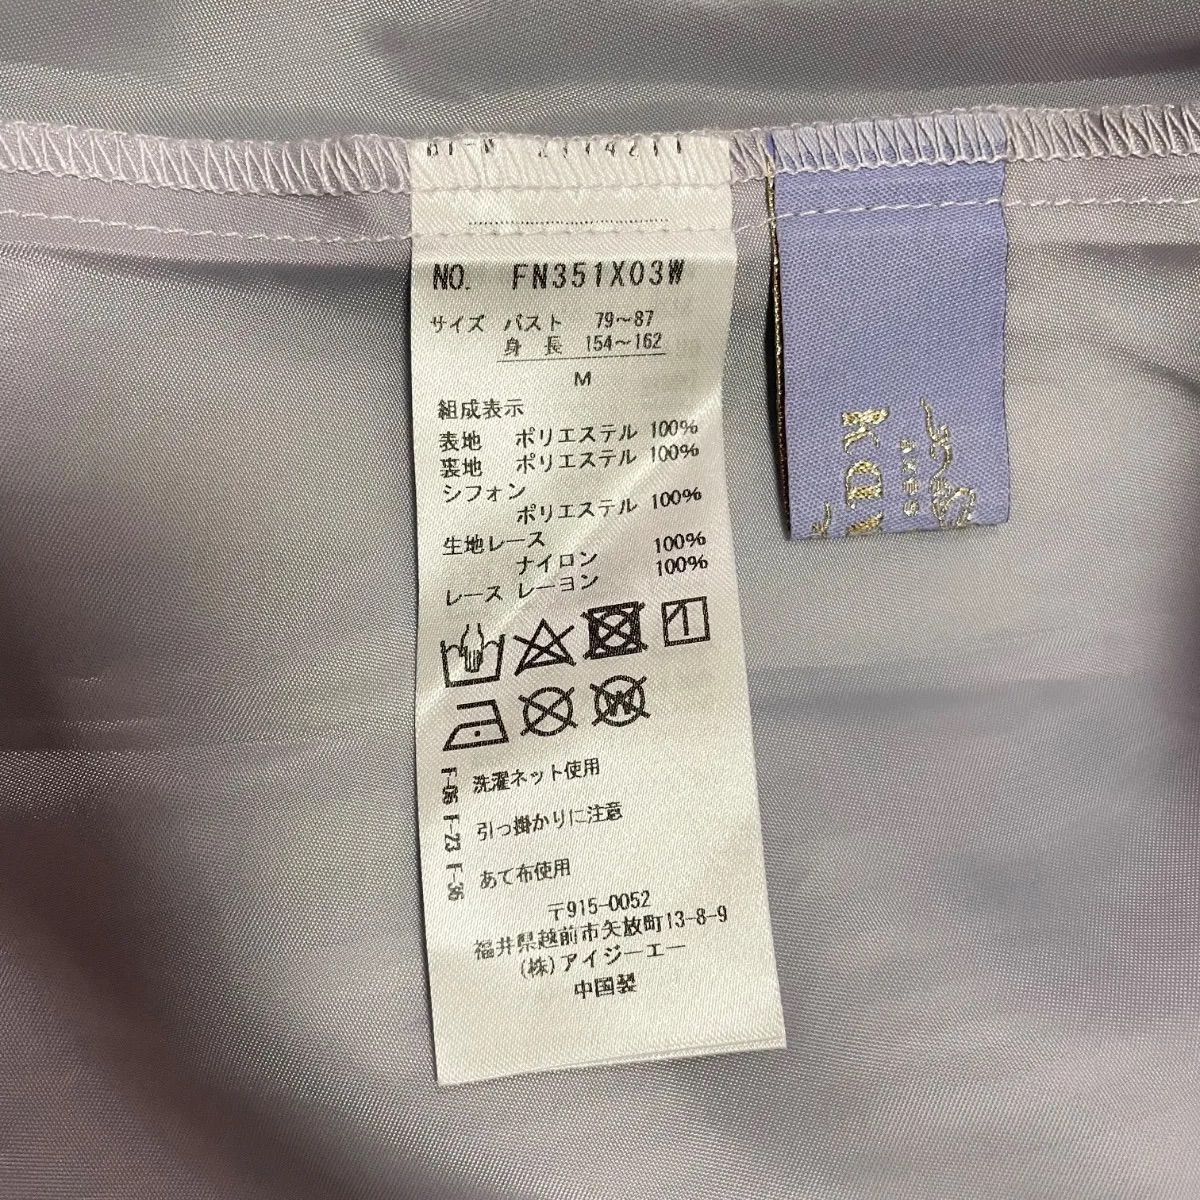 NO. FN351X03W
サイズ バスト 79～87
身長 154～162
M
組成表示
表地 ポリエステル 100%
裏地 ポリエステル 100%
シフォン
ポリエステル 100%
生地レース
ナイロン 100%
レース レーヨン 100%
W
F-06 洗濯ネット使用
F-23 引っ掛かりに注意
F-36 あて布使用
〒915-0052
福井県越前市矢放町13-8-9
(株)アイジーエー
中国製
AXES